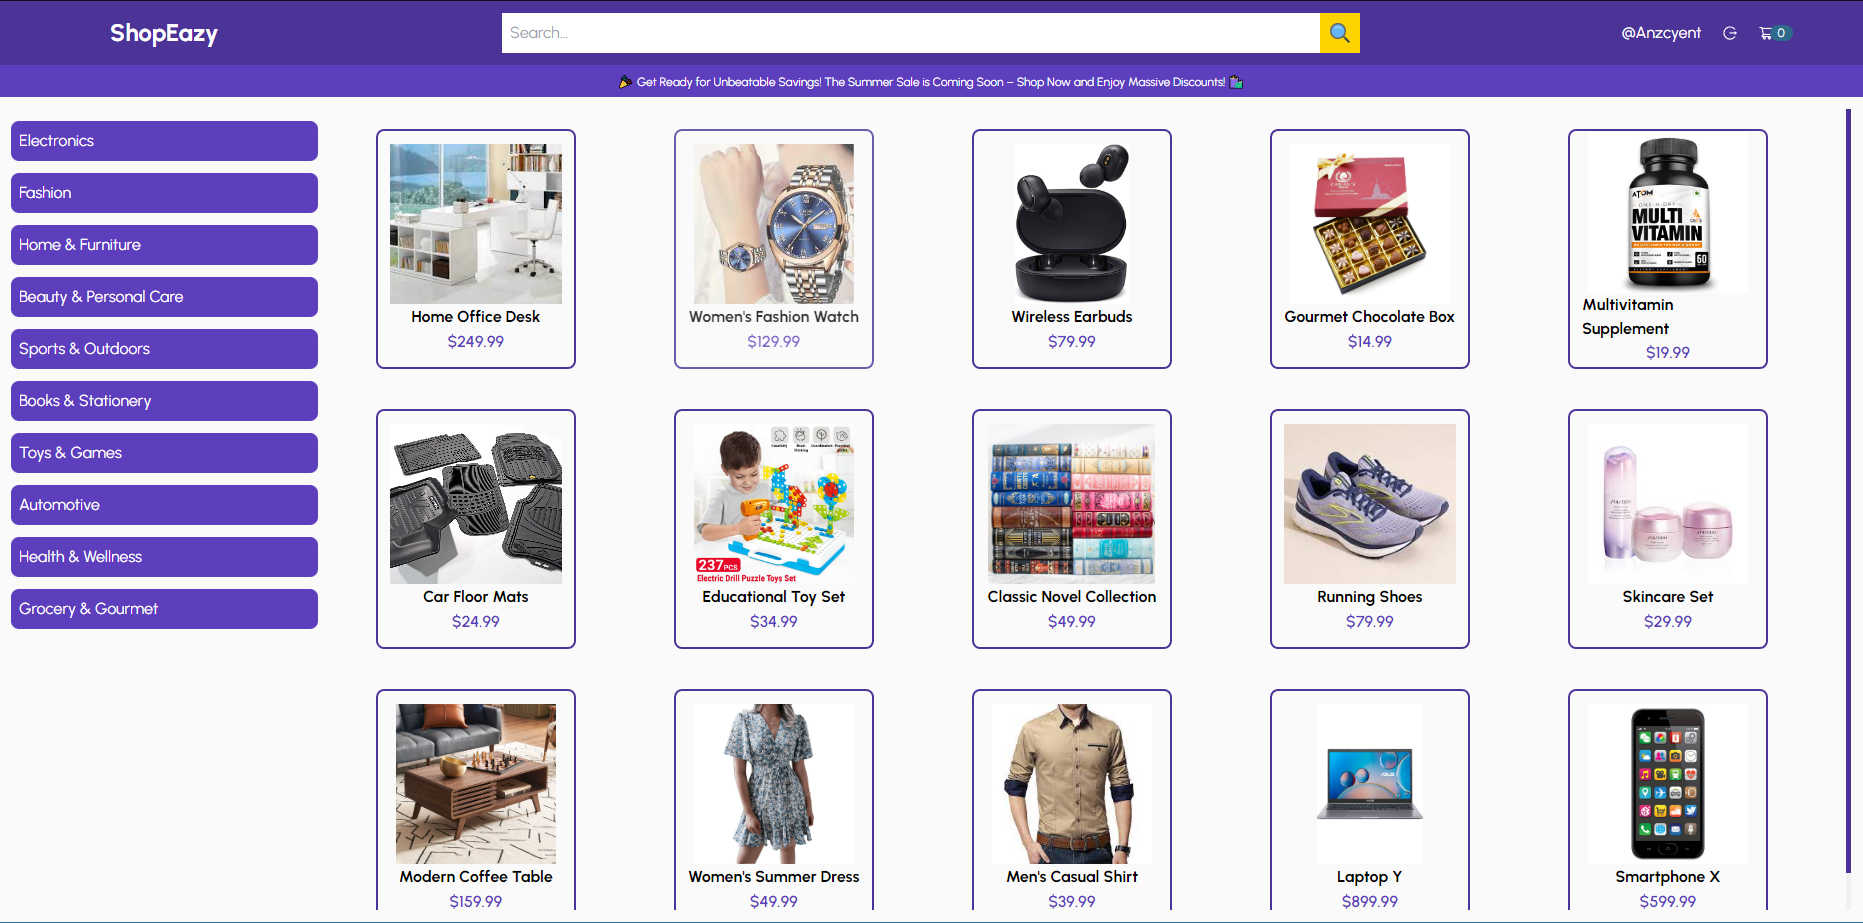 ShopEazy
Search...
@Anzcyent
0
Get Ready for Unbeatable Savings! The Summer Sale is Coming Soon – Shop Now and Enjoy Massive Discounts!
Electronics
Fashion
Home & Furniture
Beauty & Personal Care
Sports & Outdoors
Books & Stationery
Toys & Games
Automotive
Health & Wellness
Grocery & Gourmet
Home Office Desk
$249.99
Women's Fashion Watch
$129.99
Wireless Earbuds
$79.99
Gourmet Chocolate Box
$14.99
ATOM
ONE-N-DAY
MULTI
VITAMIN
60
Multivitamin
Supplement
$19.99
Car Floor Mats
$24.99
237PCS
Electric Drill Puzzle Toys Set
Educational Toy Set
$34.99
Classic Novel Collection
$49.99
Running Shoes
$79.99
SHISEIDO
Skincare Set
$29.99
Modern Coffee Table
$159.99
Women's Summer Dress
$49.99
Men's Casual Shirt
$39.99
Laptop Y
$899.99
Smartphone X
$599.99